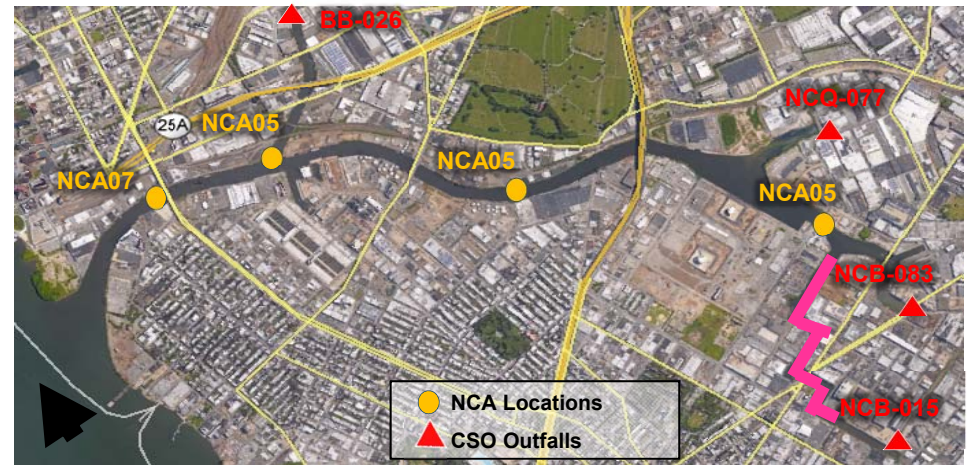 BB-026
NCQ-077
25A
NCA05
NCA05
NCA07
NCA05
NCB-083
NCB-015
NCA Locations
CSO Outfalls